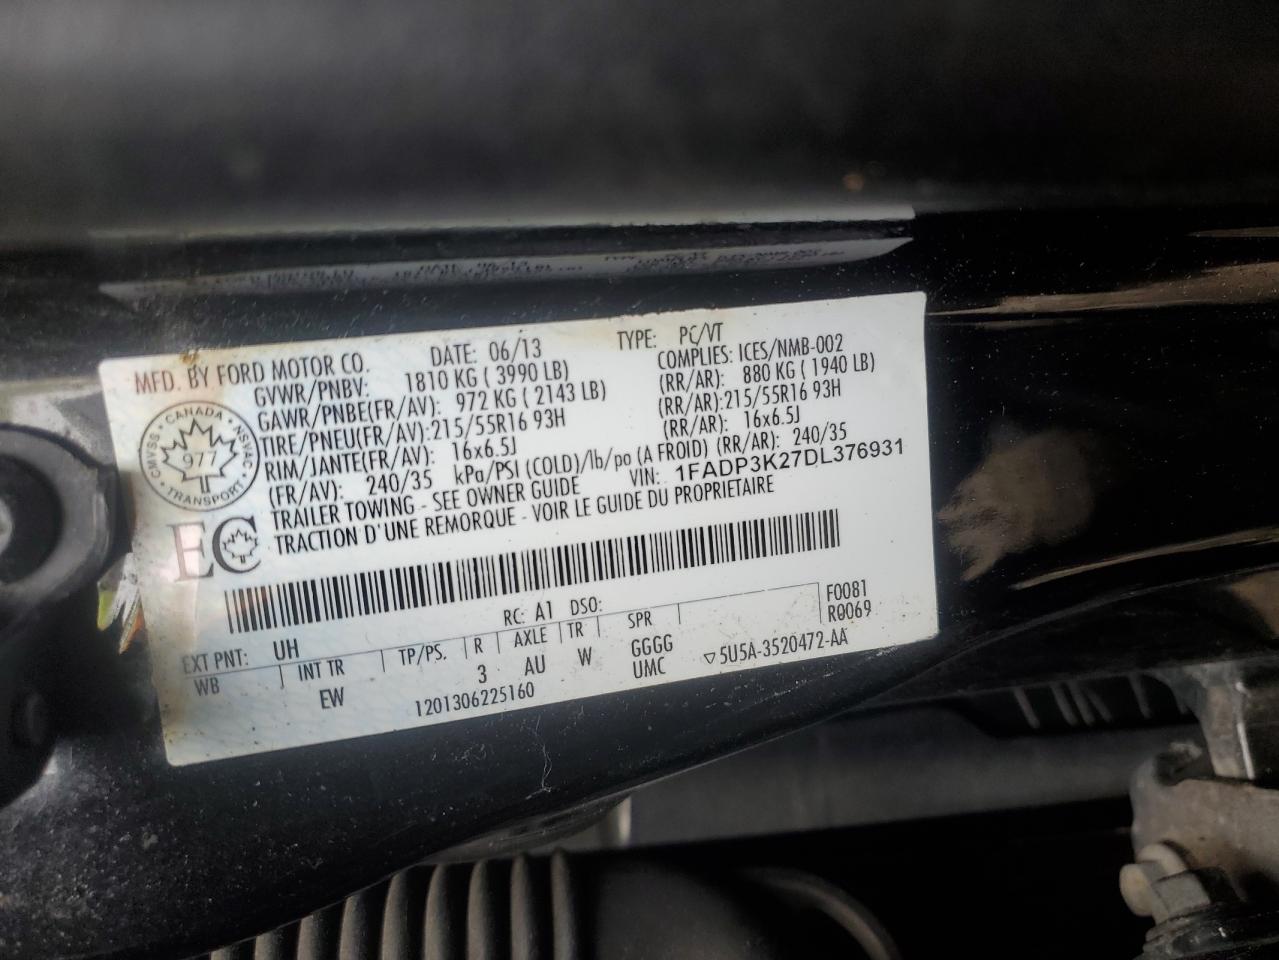 MFD. BY FORD MOTOR CO.
DATE: 06/13
TYPE: PC/VT
GVWR/PNBV: 1810 KG ( 3990 LB)
COMPLIES: ICES/NMB-002
GAWR/PNBE(FR/AV): 972 KG ( 2143 LB)
(RR/AR): 880 KG ( 1940 LB)
TIRE/PNEU(FR/AV):215/55R16 93H
(RR/AR):215/55R16 93H
RIM/JANTE(FR/AV): 16x6.5J
(RR/AR): 16x6.5J
(FR/AV): 240/35 kPa/PSI (COLD)/lb/po (A FROID) (RR/AR): 240/35
TRAILER TOWING - SEE OWNER GUIDE VIN: 1FADP3K27DL376931
TRACTION D'UNE REMORQUE - VOIR LE GUIDE DU PROPRIETAIRE
CANADA
CMVSS NSVAC
977
TRANSPORT
EC
EXT PNT: UH RC: A1 DSO: F0081
WB INT TR TP/PS. R AXLE TR SPR R0069
EW 3 AU W GGGG ▽5U5A-3520472-AA
1201306225160 UMC